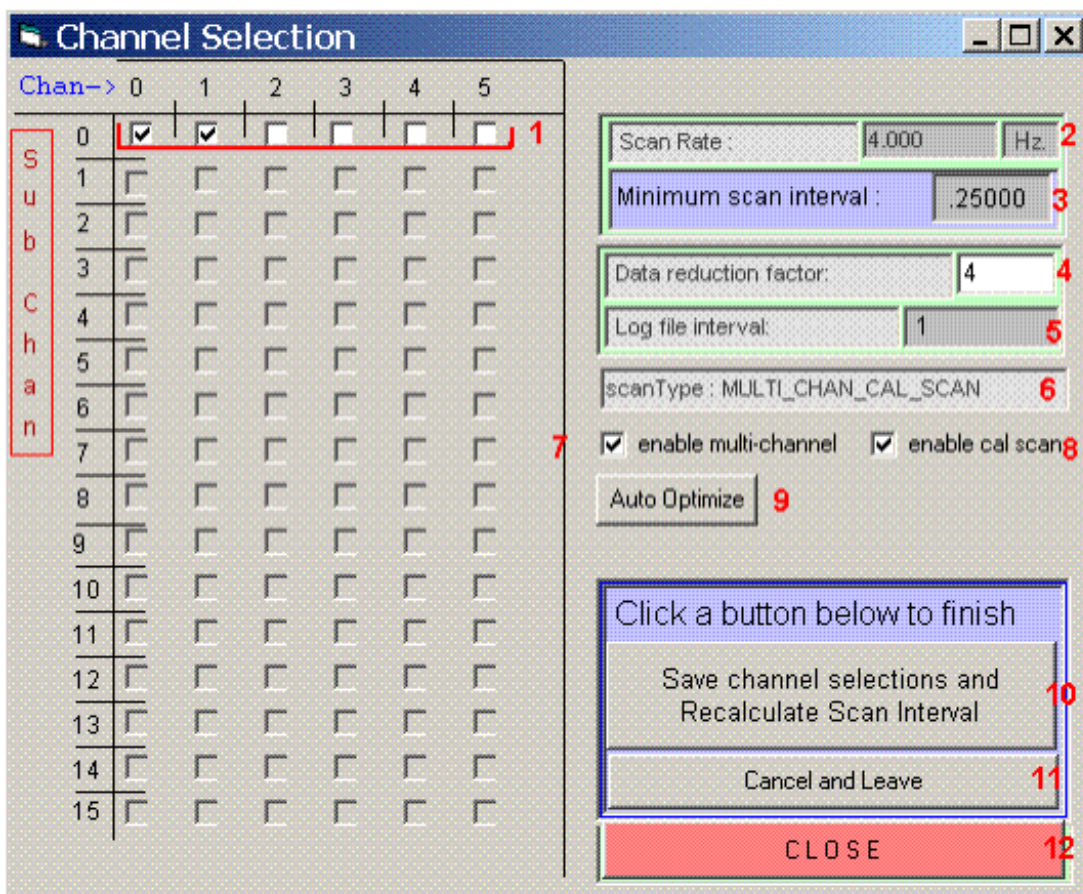 Channel Selection
Chan-> 0 1 2 3 4 5
Sub Chan
0 1
1
2
3
4
5
6
7
8
9
10
11
12
13
14
15
Scan Rate : 4.000 Hz. 2
Minimum scan interval : .25000 3
Data reduction factor: 4 4
Log file interval: 1 5
scanType : MULTI_CHAN_CAL_SCAN 6
7 enable multi-channel enable cal scan 8
Auto Optimize 9
Click a button below to finish
Save channel selections and
Recalculate Scan Interval 10
Cancel and Leave 11
CLOSE 12